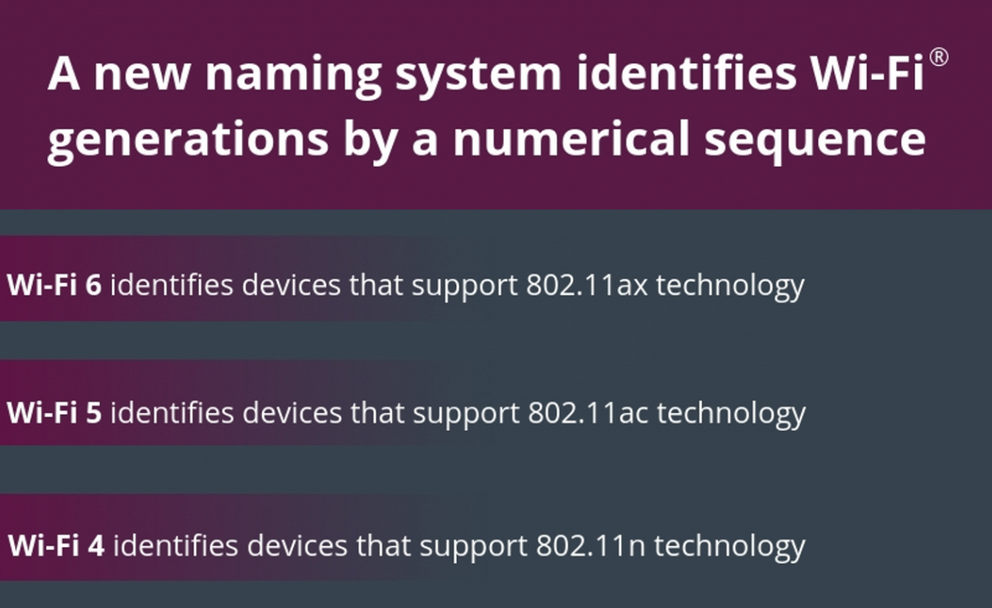 A new naming system identifies Wi-Fi®
generations by a numerical sequence
Wi-Fi 6 identifies devices that support 802.11ax technology
Wi-Fi 5 identifies devices that support 802.11ac technology
Wi-Fi 4 identifies devices that support 802.11n technology